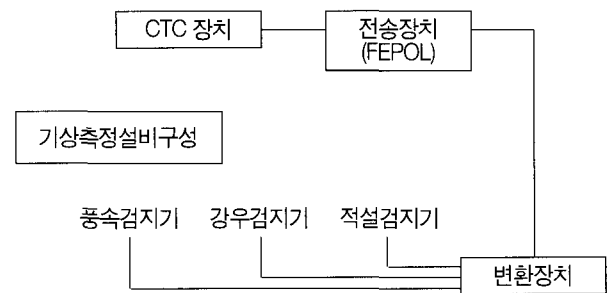 CTC 장치
전송장치
(FEPOL)
기상측정설비구성
풍속검지기 강우검지기 적설검지기
변환장치